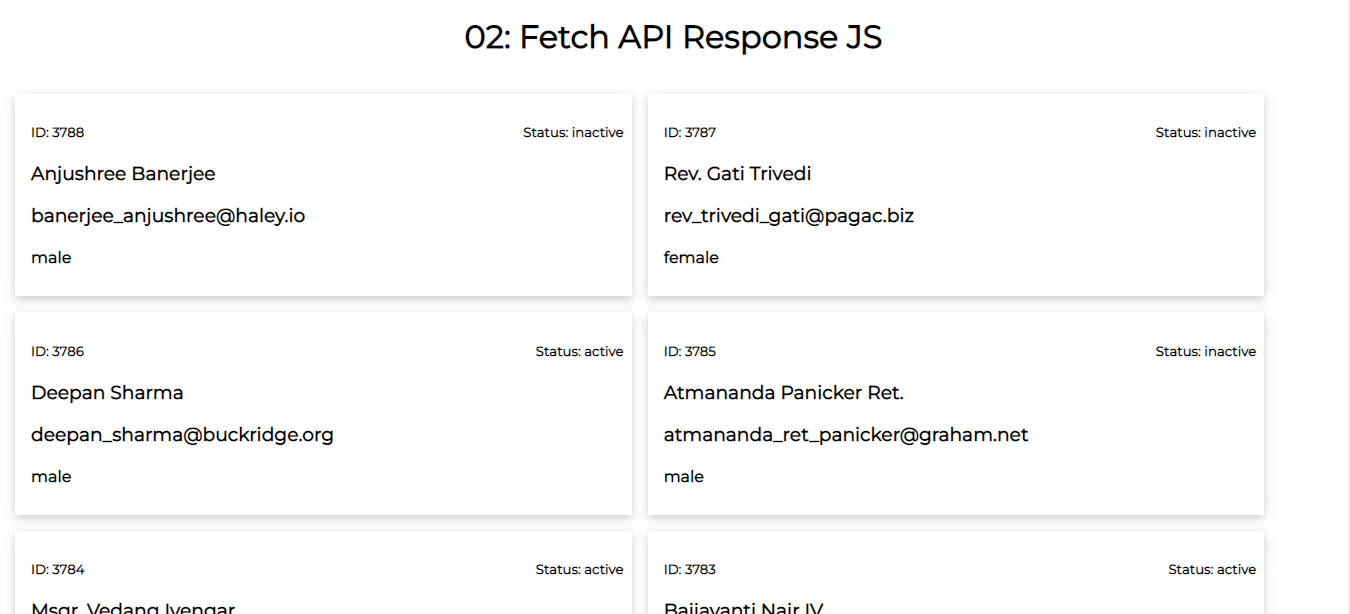 02: Fetch API Response JS
ID: 3788 Status: inactive
Anjushree Banerjee
banerjee_anjushree@haley.io
male
ID: 3787 Status: inactive
Rev. Gati Trivedi
rev_trivedi_gati@pagac.biz
female
ID: 3786 Status: active
Deepan Sharma
deepan_sharma@buckridge.org
male
ID: 3785 Status: inactive
Atmananda Panicker Ret.
atmananda_ret_panicker@graham.net
male
ID: 3784 Status: active
Msgr. Vedang Iyengar
ID: 3783 Status: active
Baijayanti Nair IV